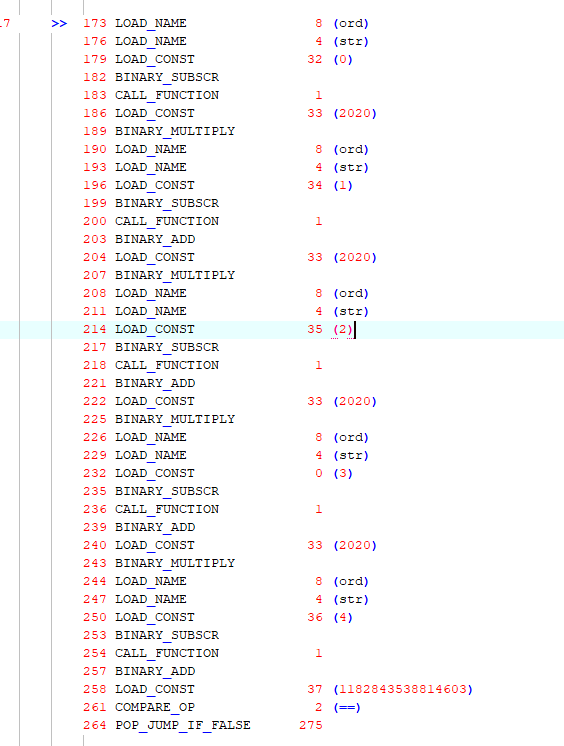 .7 >> 173 LOAD_NAME 8 (ord)
176 LOAD_NAME 4 (str)
179 LOAD_CONST 32 (0)
182 BINARY_SUBSCR
183 CALL_FUNCTION 1
186 LOAD_CONST 33 (2020)
189 BINARY_MULTIPLY
190 LOAD_NAME 8 (ord)
193 LOAD_NAME 4 (str)
196 LOAD_CONST 34 (1)
199 BINARY_SUBSCR
200 CALL_FUNCTION 1
203 BINARY_ADD
204 LOAD_CONST 33 (2020)
207 BINARY_MULTIPLY
208 LOAD_NAME 8 (ord)
211 LOAD_NAME 4 (str)
214 LOAD_CONST 35 (2)
217 BINARY_SUBSCR
218 CALL_FUNCTION 1
221 BINARY_ADD
222 LOAD_CONST 33 (2020)
225 BINARY_MULTIPLY
226 LOAD_NAME 8 (ord)
229 LOAD_NAME 4 (str)
232 LOAD_CONST 0 (3)
235 BINARY_SUBSCR
236 CALL_FUNCTION 1
239 BINARY_ADD
240 LOAD_CONST 33 (2020)
243 BINARY_MULTIPLY
244 LOAD_NAME 8 (ord)
247 LOAD_NAME 4 (str)
250 LOAD_CONST 36 (4)
253 BINARY_SUBSCR
254 CALL_FUNCTION 1
257 BINARY_ADD
258 LOAD_CONST 37 (1182843538814603)
261 COMPARE_OP 2 (==)
264 POP_JUMP_IF_FALSE 275